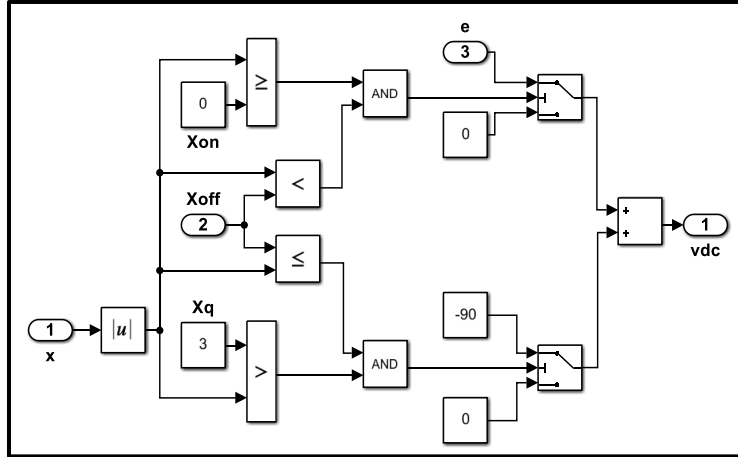 e
3
≥
0
Xon
AND
0
Xoff
2
<
≤
+
+
1
vdc
1
x
|u|
Xq
3
>
AND
-90
0